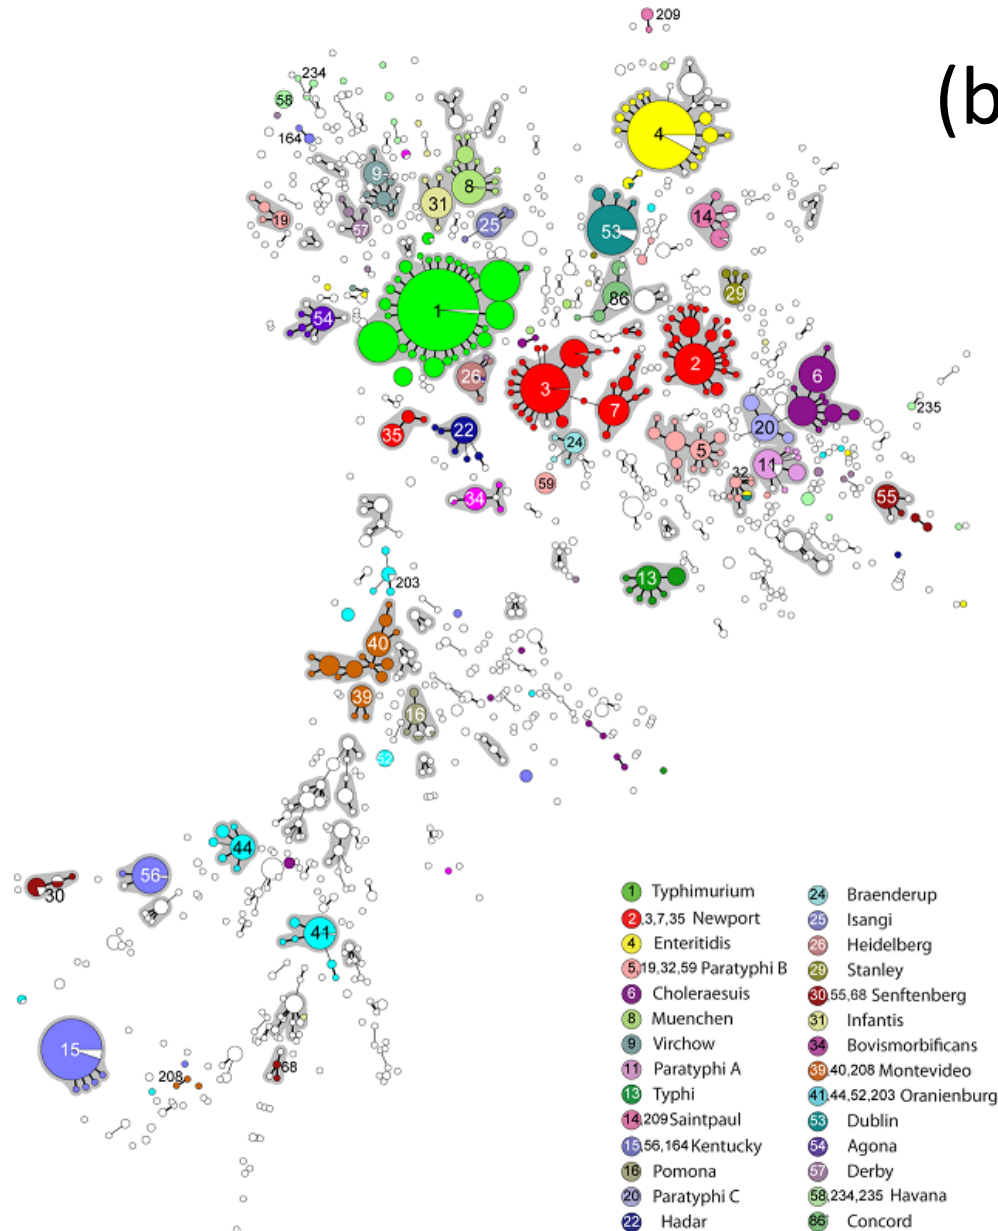 209
(b
234
58
4
164
9
8
31
14
19
25
57
53
29
86
1
54
2
6
26
3
7
20
35
22
24
235
5
11
32
59
34
55
13
203
40
39
16
52
44
56
30
41
15
68
208
1 Typhimurium
2,3,7,35 Newport
4 Enteritidis
5,19,32,59 Paratyphi B
6 Choleraesuis
8 Muenchen
9 Virchow
11 Paratyphi A
13 Typhi
14,209 Saintpaul
15,56,164 Kentucky
16 Pomona
20 Paratyphi C
22 Hadar
24 Braenderup
25 Isangi
26 Heidelberg
29 Stanley
30,55,68 Senftenberg
31 Infantis
34 Bovismorbificans
39,40,208 Montevideo
41,44,52,203 Oranienburg
53 Dublin
54 Agona
57 Derby
58,234,235 Havana
86 Concord